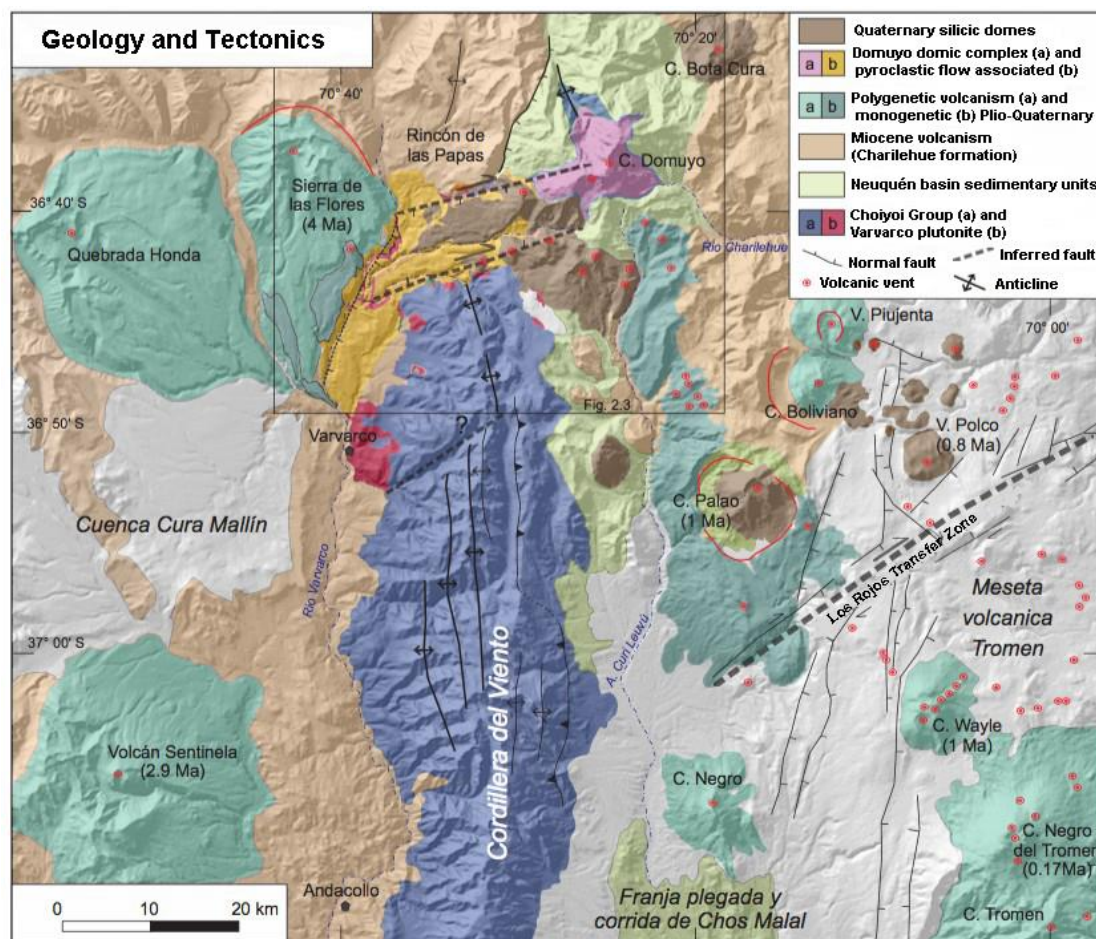 Geology and Tectonics
Quaternary silicic domes
a b Domuyo domic complex (a) and
pyroclastic flow associated (b)
a b Polygenetic volcanism (a) and
monogenetic (b) Plio-Quaternary
Miocene volcanism
(Charilehue formation)
Neuquén basin sedimentary units
a b Choiyoi Group (a) and
Varvarco plutonite (b)
Normal fault
Inferred fault
Volcanic vent
Anticline
70° 20'
C. Bota Cura
70° 40'
Rincón de
las Papas
C. Domuyo
Sierra de
las Flores
(4 Ma)
36° 40' S
Quebrada Honda
Río Charilehue
V. Piujenta
70° 00'
Fig. 2.3
C. Boliviano
36° 50' S
Varvarco
?
V. Polco
(0.8 Ma)
C. Palao
(1 Ma)
Cuenca Cura Mallín
Los Rojos Transfer Zone
Río Varvarco
Meseta
volcanica
Tromen
37° 00' S
Cordillera del Viento
A. Curi Leuvú
C. Wayle
(1 Ma)
Volcán Sentinela
(2.9 Ma)
C. Negro
C. Negro
del Tromen
(0.17Ma)
Andacollo
Franja plegada y
corrida de Chos Malal
C. Tromen
0 10 20 km